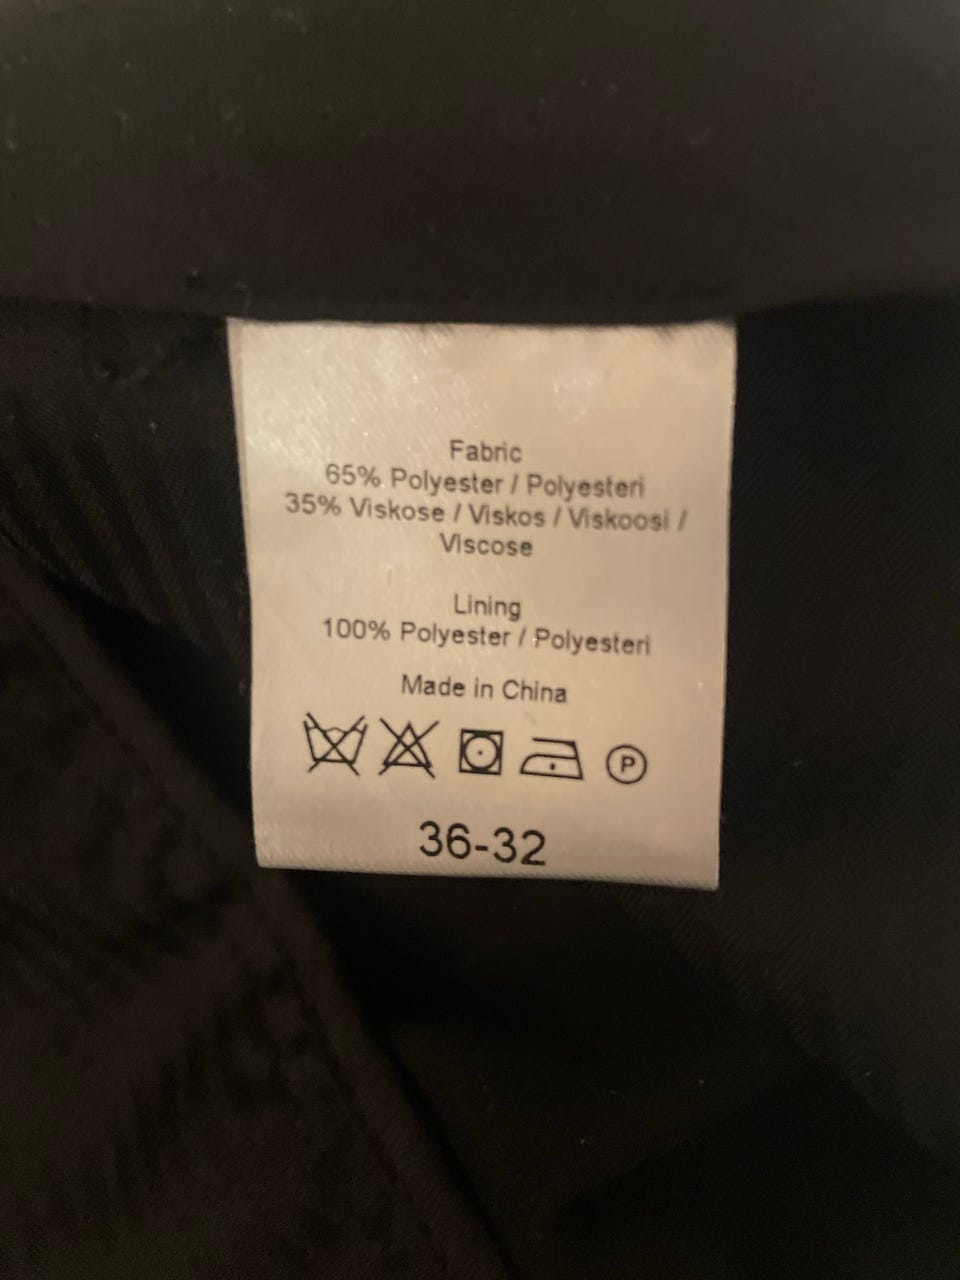 Fabric
65% Polyester / Polyesteri
35% Viskose / Viskos / Viskoosi /
Viscose
Lining
100% Polyester / Polyesteri
Made in China
P
36-32